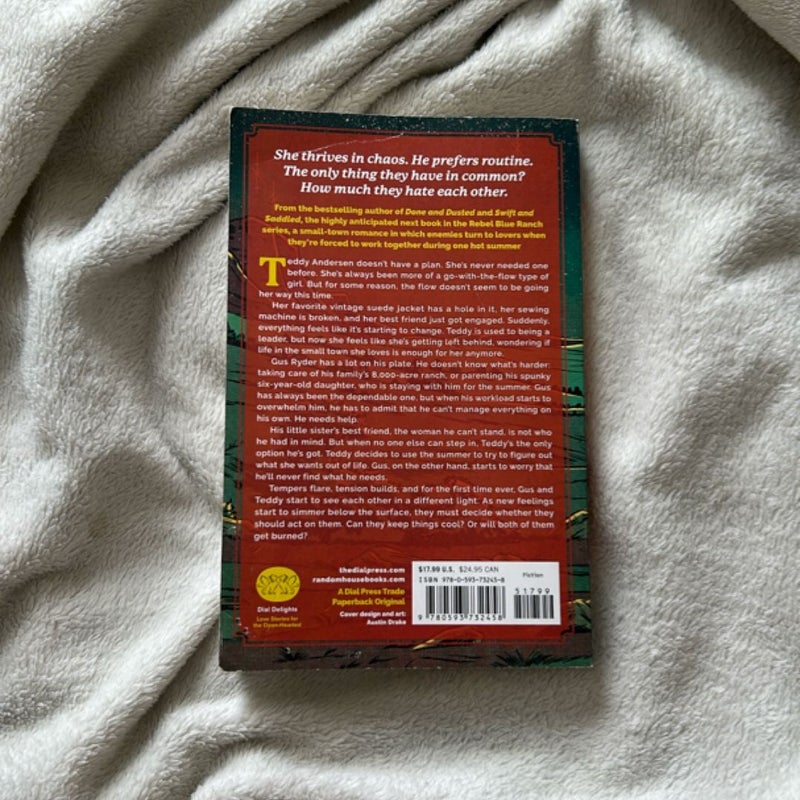 She thrives in chaos. He prefers routine.
The only thing they have in common?
How much they hate each other.
From the bestselling author of Done and Dusted and Swift and
Saddled, the highly anticipated next book in the Rebel Blue Ranch
series, a small-town romance in which enemies turn to lovers when
they're forced to work together during one hot summer
Teddy Andersen doesn't have a plan. She's never needed one
before. She's always been more of a go-with-the-flow type of
girl. But for some reason, the flow doesn't seem to be going
her way this time.
Her favorite vintage suede jacket has a hole in it, her sewing
machine is broken, and her best friend just got engaged. Suddenly,
everything feels like it's starting to change. Teddy is used to being a
leader, but now she feels like she's getting left behind, wondering if
life in the small town she loves is enough for her anymore.
Gus Ryder has a lot on his plate. He doesn't know what's harder:
taking care of his family's 8,000-acre ranch, or parenting his spunky
six-year-old daughter, who is staying with him for the summer. Gus
has always been the dependable one, but when his workload starts to
overwhelm him, he has to admit that he can't manage everything on
his own. He needs help.
His little sister's best friend, the woman he can't stand, is not who
he had in mind. But when no one else can step in, Teddy's the only
option he's got. Teddy decides to use the summer to try to figure out
what she wants out of life. Gus, on the other hand, starts to worry that
he'll never find what he needs.
Tempers flare, tension builds, and for the first time ever, Gus and
Teddy start to see each other in a different light. As new feelings
start to simmer below the surface, they must decide whether they
should act on them. Can they keep things cool? Or will both of them
get burned?
Dial Delights
Love Stories for
the Open-Hearted
thedialpress.com
randomhousebooks.com
A Dial Press Trade
Paperback Original
Cover design and art:
Austin Drake
$17.99 U.S. $24.95 CAN
Fiction
ISBN 978-0-593-73245-8
51799
9 780593 732458